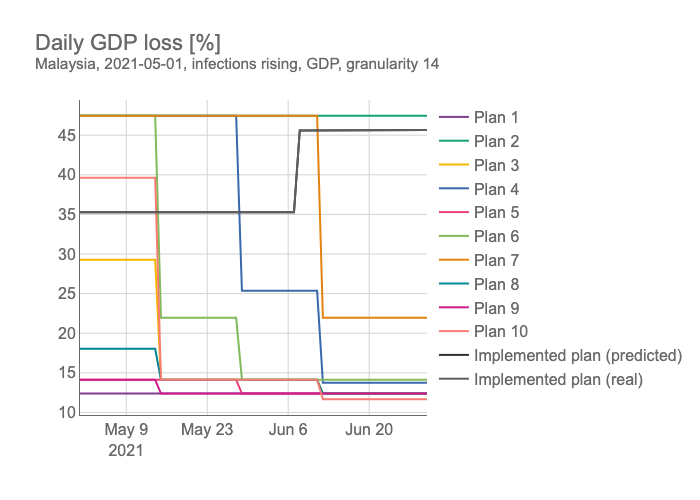 Daily GDP loss [%]
Malaysia, 2021-05-01, infections rising, GDP, granularity 14
45
40
35
30
25
20
15
10
May 9
2021
May 23
Jun 6
Jun 20
Plan 1
Plan 2
Plan 3
Plan 4
Plan 5
Plan 6
Plan 7
Plan 8
Plan 9
Plan 10
Implemented plan (predicted)
Implemented plan (real)